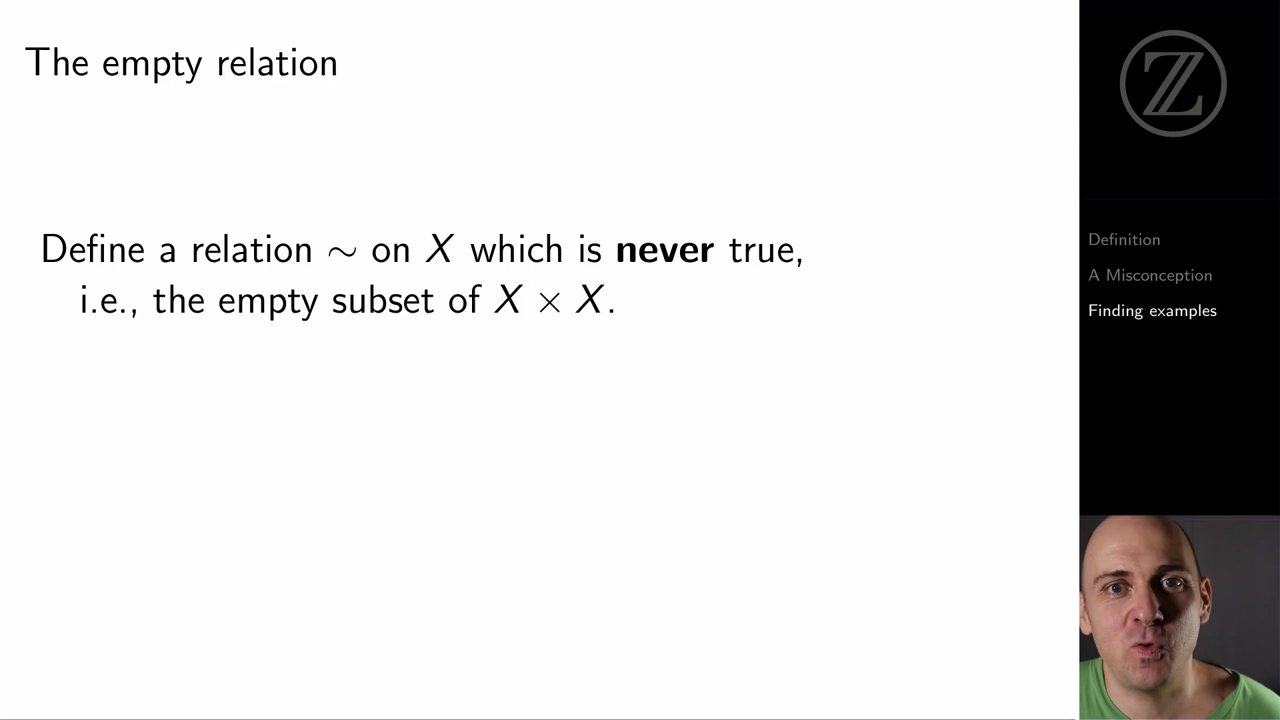 The empty relation
Define a relation ∼ on X which is never true,
i.e., the empty subset of X × X.
ℤ
Definition
A Misconception
Finding examples